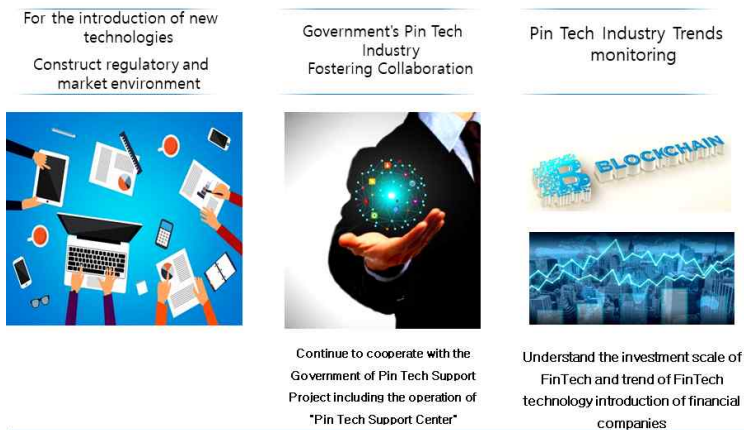 For the introduction of new
technologies
Construct regulatory and
market environment
Government's Pin Tech
Industry
Fostering Collaboration
Pin Tech Industry Trends
monitoring
BLOCKCHAIN
Continue to cooperate with the
Government of Pin Tech Support
Project including the operation of
"Pin Tech Support Center"
Understand the investment scale of
FinTech and trend of FinTech
technology introduction of financial
companies